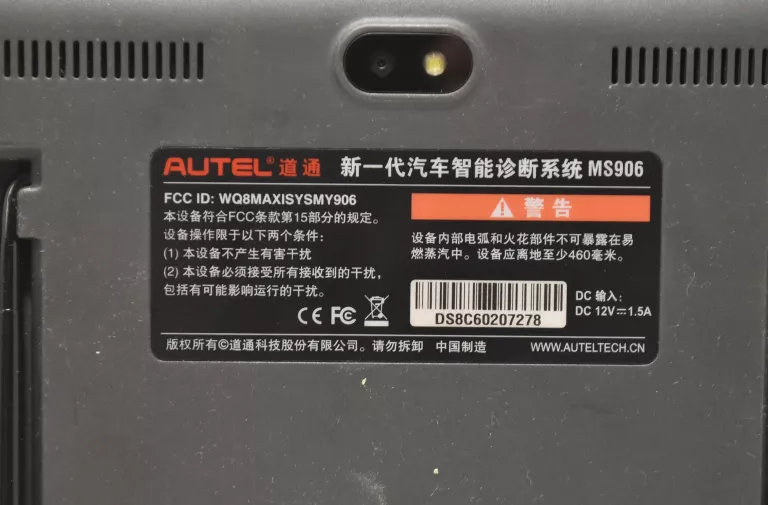 AUTEL® 道通 新一代汽车智能诊断系统 MS906
FCC ID: WQ8MAXISYSMY906
本设备符合FCC条款第15部分的规定。
设备操作限于以下两个条件:
(1) 本设备不产生有害干扰
(2) 本设备必须接受所有接收到的干扰,
包括有可能影响运行的干扰。
CE FC
警告
设备内部电弧和火花部件不可暴露在易
燃蒸汽中。设备应离地至少460毫米。
DS8C60207278
DC 输入:
DC 12V⎓1.5A
版权所有©道通科技股份有限公司。请勿拆卸 中国制造 WWW.AUTELTECH.CN